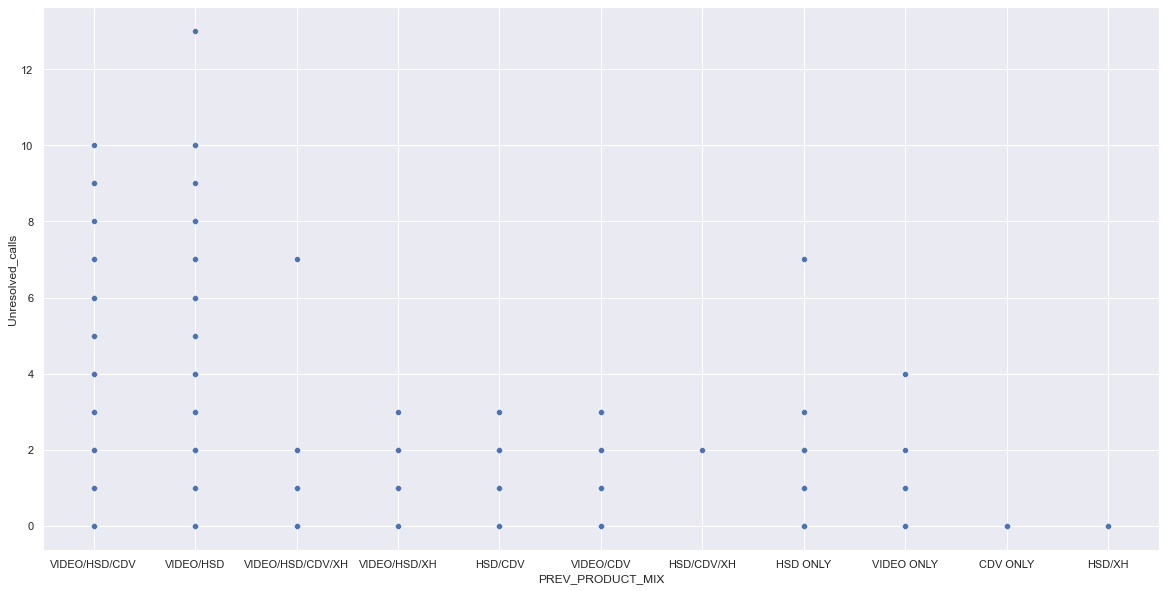 Unresolved_calls
12
10
8
6
4
2
0
VIDEO/HSD/CDV VIDEO/HSD VIDEO/HSD/CDV/XH VIDEO/HSD/XH HSD/CDV VIDEO/CDV HSD/CDV/XH HSD ONLY VIDEO ONLY CDV ONLY HSD/XH
PREV_PRODUCT_MIX